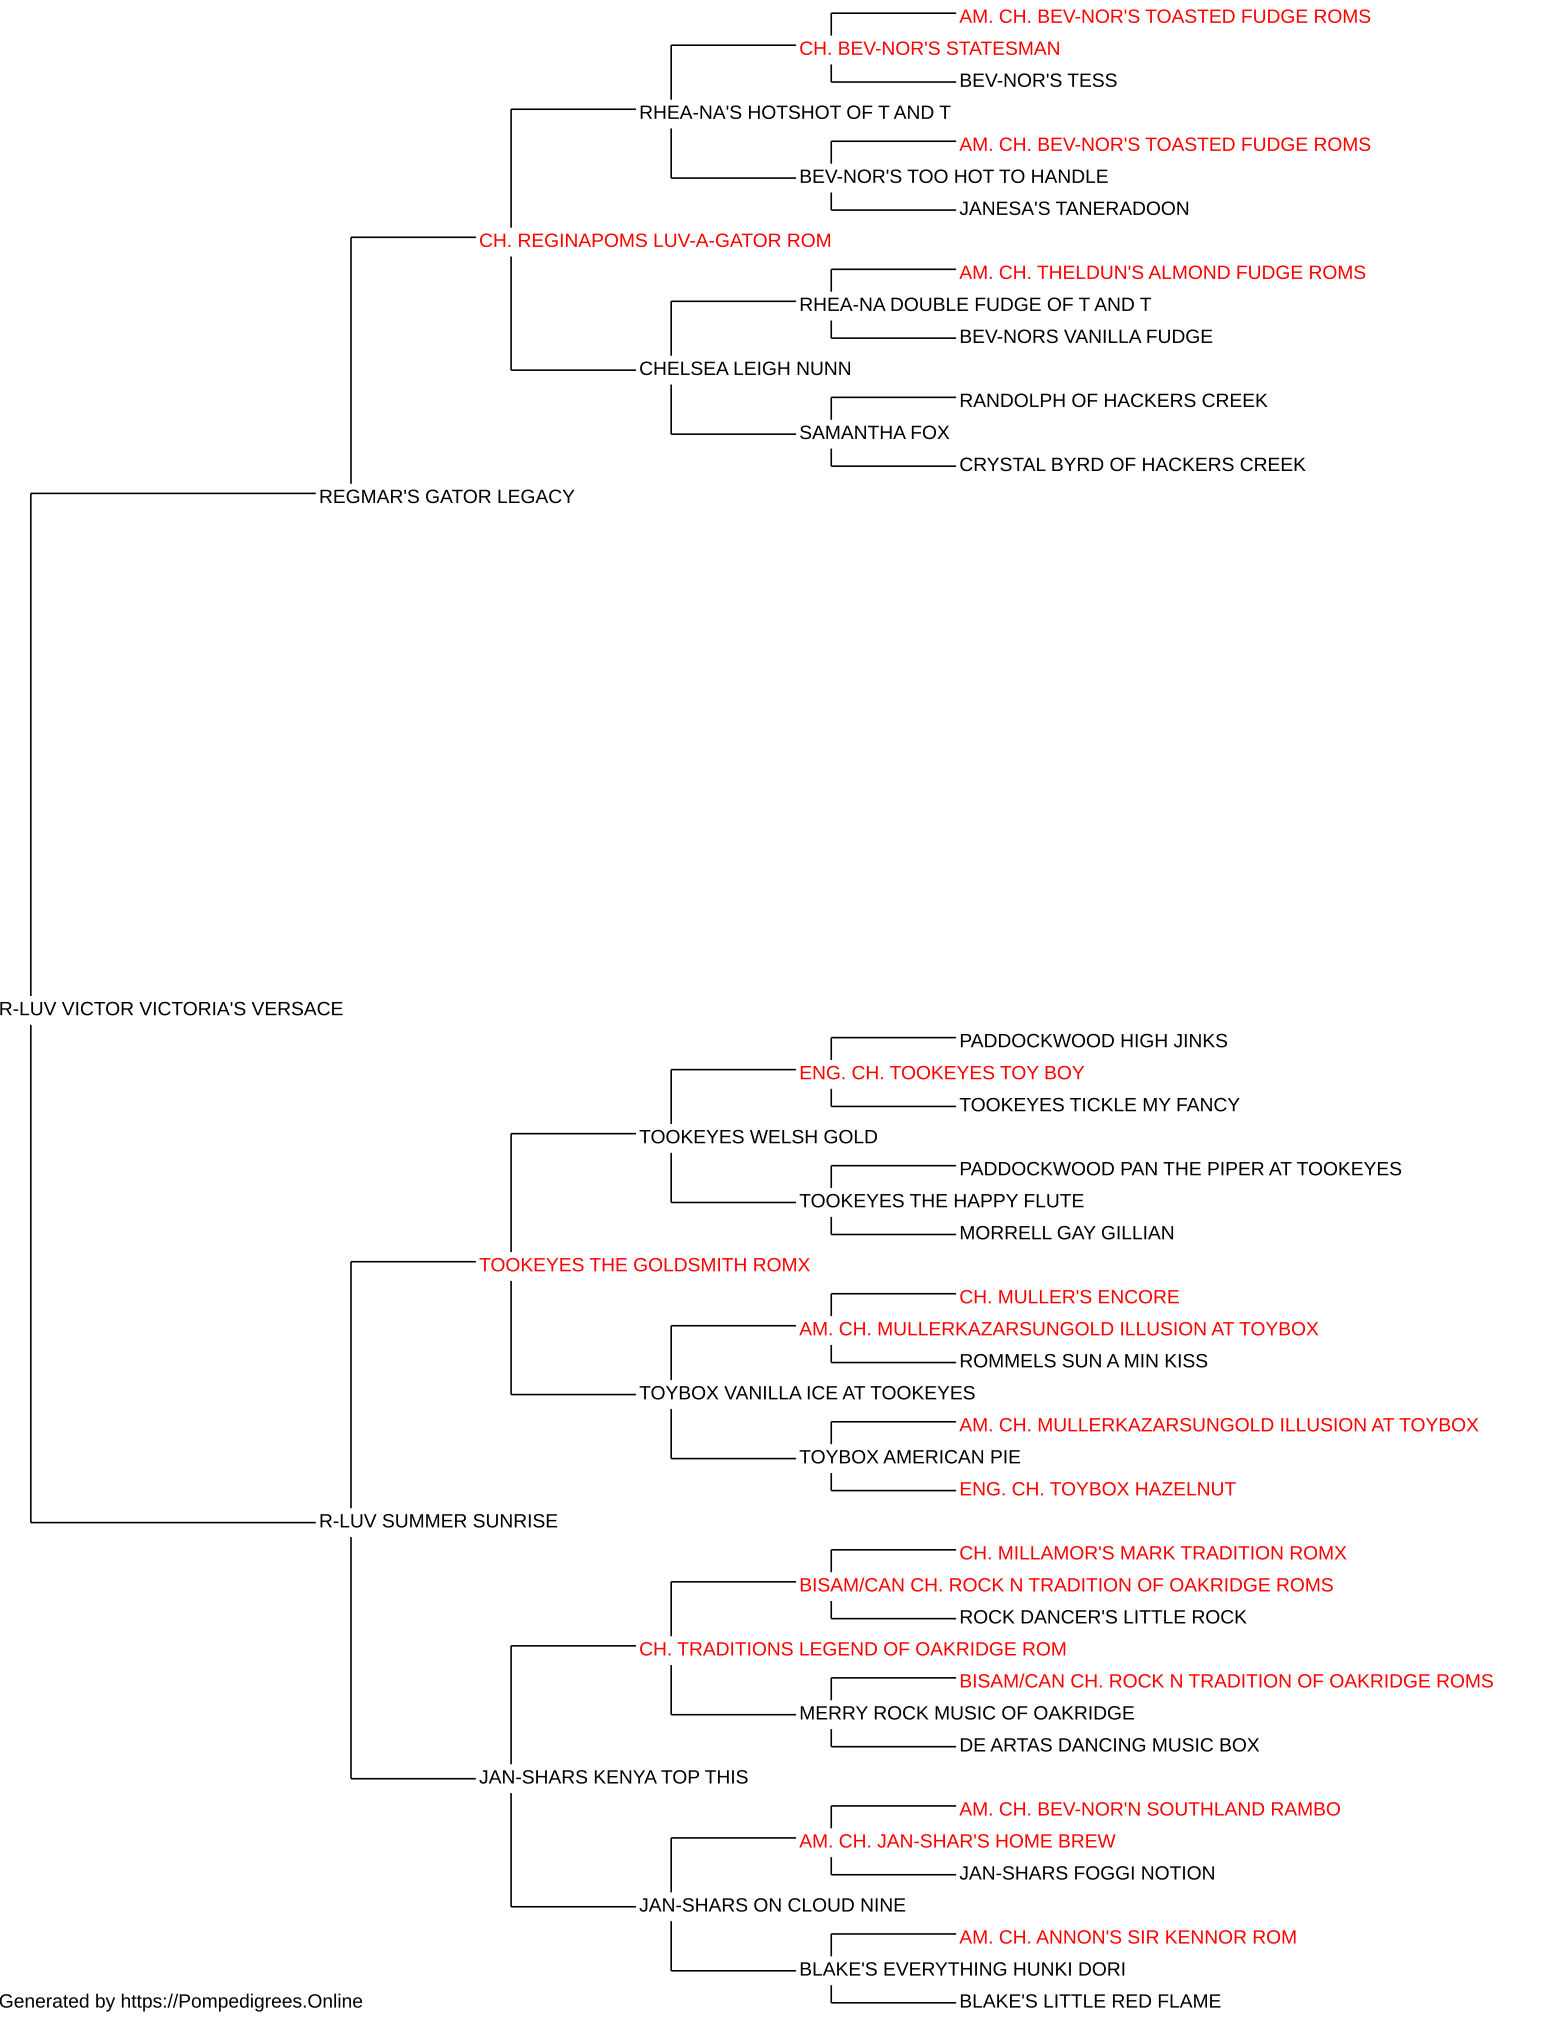 AM. CH. BEV-NOR'S TOASTED FUDGE ROMS
CH. BEV-NOR'S STATESMAN
BEV-NOR'S TESS
RHEA-NA'S HOTSHOT OF T AND T
AM. CH. BEV-NOR'S TOASTED FUDGE ROMS
BEV-NOR'S TOO HOT TO HANDLE
JANESA'S TANERADOON
CH. REGINAPOMS LUV-A-GATOR ROM
AM. CH. THELDUN'S ALMOND FUDGE ROMS
RHEA-NA DOUBLE FUDGE OF T AND T
BEV-NORS VANILLA FUDGE
CHELSEA LEIGH NUNN
RANDOLPH OF HACKERS CREEK
SAMANTHA FOX
CRYSTAL BYRD OF HACKERS CREEK
REGMAR'S GATOR LEGACY
R-LUV VICTOR VICTORIA'S VERSACE
PADDOCKWOOD HIGH JINKS
ENG. CH. TOOKEYES TOY BOY
TOOKEYES TICKLE MY FANCY
TOOKEYES WELSH GOLD
PADDOCKWOOD PAN THE PIPER AT TOOKEYES
TOOKEYES THE HAPPY FLUTE
MORRELL GAY GILLIAN
TOOKEYES THE GOLDSMITH ROMX
CH. MULLER'S ENCORE
AM. CH. MULLERKAZARSUNGOLD ILLUSION AT TOYBOX
ROMMELS SUN A MIN KISS
TOYBOX VANILLA ICE AT TOOKEYES
AM. CH. MULLERKAZARSUNGOLD ILLUSION AT TOYBOX
TOYBOX AMERICAN PIE
ENG. CH. TOYBOX HAZELNUT
R-LUV SUMMER SUNRISE
CH. MILLAMOR'S MARK TRADITION ROMX
BISAM/CAN CH. ROCK N TRADITION OF OAKRIDGE ROMS
ROCK DANCER'S LITTLE ROCK
CH. TRADITIONS LEGEND OF OAKRIDGE ROM
BISAM/CAN CH. ROCK N TRADITION OF OAKRIDGE ROMS
MERRY ROCK MUSIC OF OAKRIDGE
DE ARTAS DANCING MUSIC BOX
JAN-SHARS KENYA TOP THIS
AM. CH. BEV-NOR'N SOUTHLAND RAMBO
AM. CH. JAN-SHAR'S HOME BREW
JAN-SHARS FOGGI NOTION
JAN-SHARS ON CLOUD NINE
AM. CH. ANNON'S SIR KENNOR ROM
BLAKE'S EVERYTHING HUNKI DORI
BLAKE'S LITTLE RED FLAME
Generated by https://Pompedigrees.Online